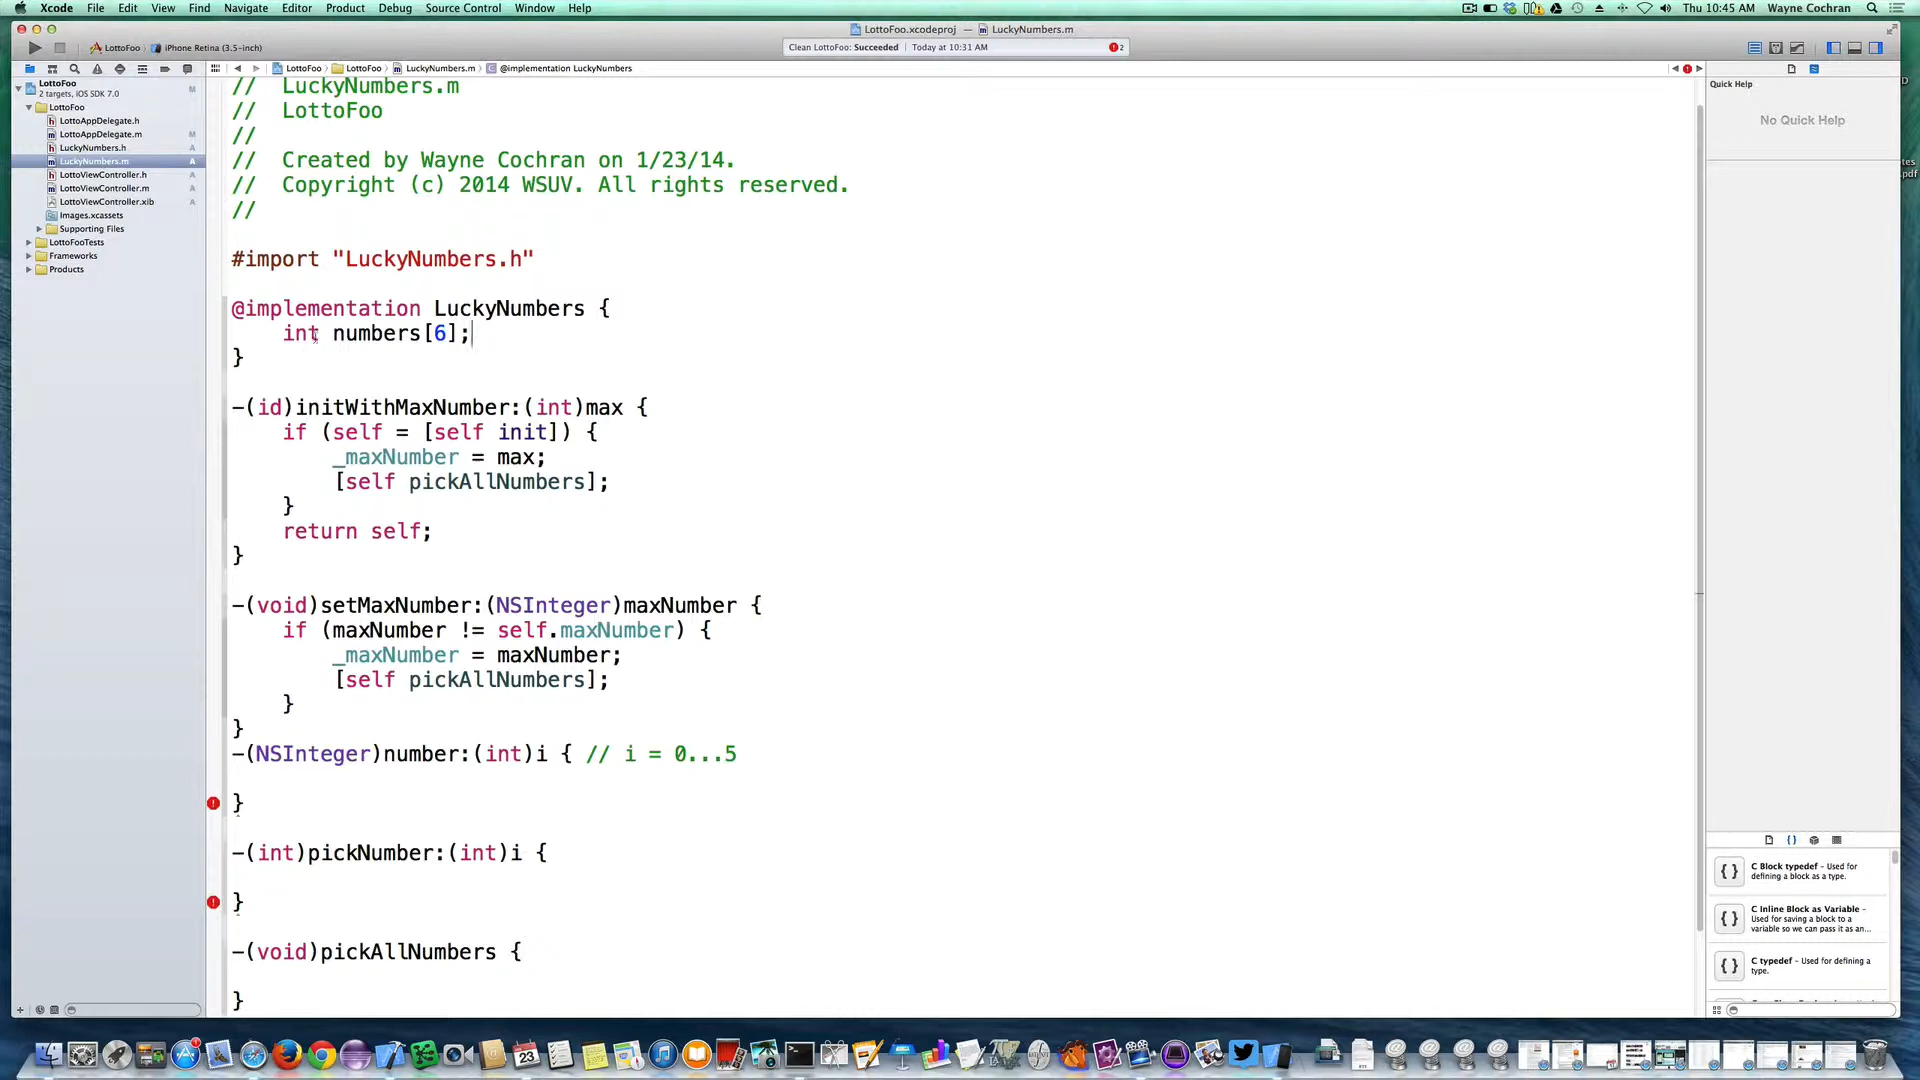 Xcode File Edit View Find Navigate Editor Product Debug Source Control Window Help
Thu 10:45 AM Wayne Cochran
LottoFoo.xcodeproj — LuckyNumbers.m
LottoFoo iPhone Retina (3.5-inch)
Clean LottoFoo: Succeeded Today at 10:31 AM 2
LottoFoo LottoFoo LuckyNumbers.m @implementation LuckyNumbers
LottoFoo
2 targets, iOS SDK 7.0 M
LottoFoo
LottoAppDelegate.h
LottoAppDelegate.m M
LuckyNumbers.h A
LuckyNumbers.m A
LottoViewController.h A
LottoViewController.m A
LottoViewController.xib A
Images.xcassets
Supporting Files
LottoFooTests
Frameworks
Products
// LuckyNumbers.m
// LottoFoo
//
// Created by Wayne Cochran on 1/23/14.
// Copyright (c) 2014 WSUV. All rights reserved.
//
#import "LuckyNumbers.h"
@implementation LuckyNumbers {
int numbers[6];
}
-(id)initWithMaxNumber:(int)max {
if (self = [self init]) {
_maxNumber = max;
[self pickAllNumbers];
}
return self;
}
-(void)setMaxNumber:(NSInteger)maxNumber {
if (maxNumber != self.maxNumber) {
_maxNumber = maxNumber;
[self pickAllNumbers];
}
}
-(NSInteger)number:(int)i { // i = 0...5
}
-(int)pickNumber:(int)i {
}
-(void)pickAllNumbers {
}
Quick Help
No Quick Help
{ } C Block typedef – Used for
defining a block as a type.
{ } C Inline Block as Variable –
Used for saving a block to a
variable so we can pass it as an...
{ } C typedef – Used for defining a
type.
.pdf
23